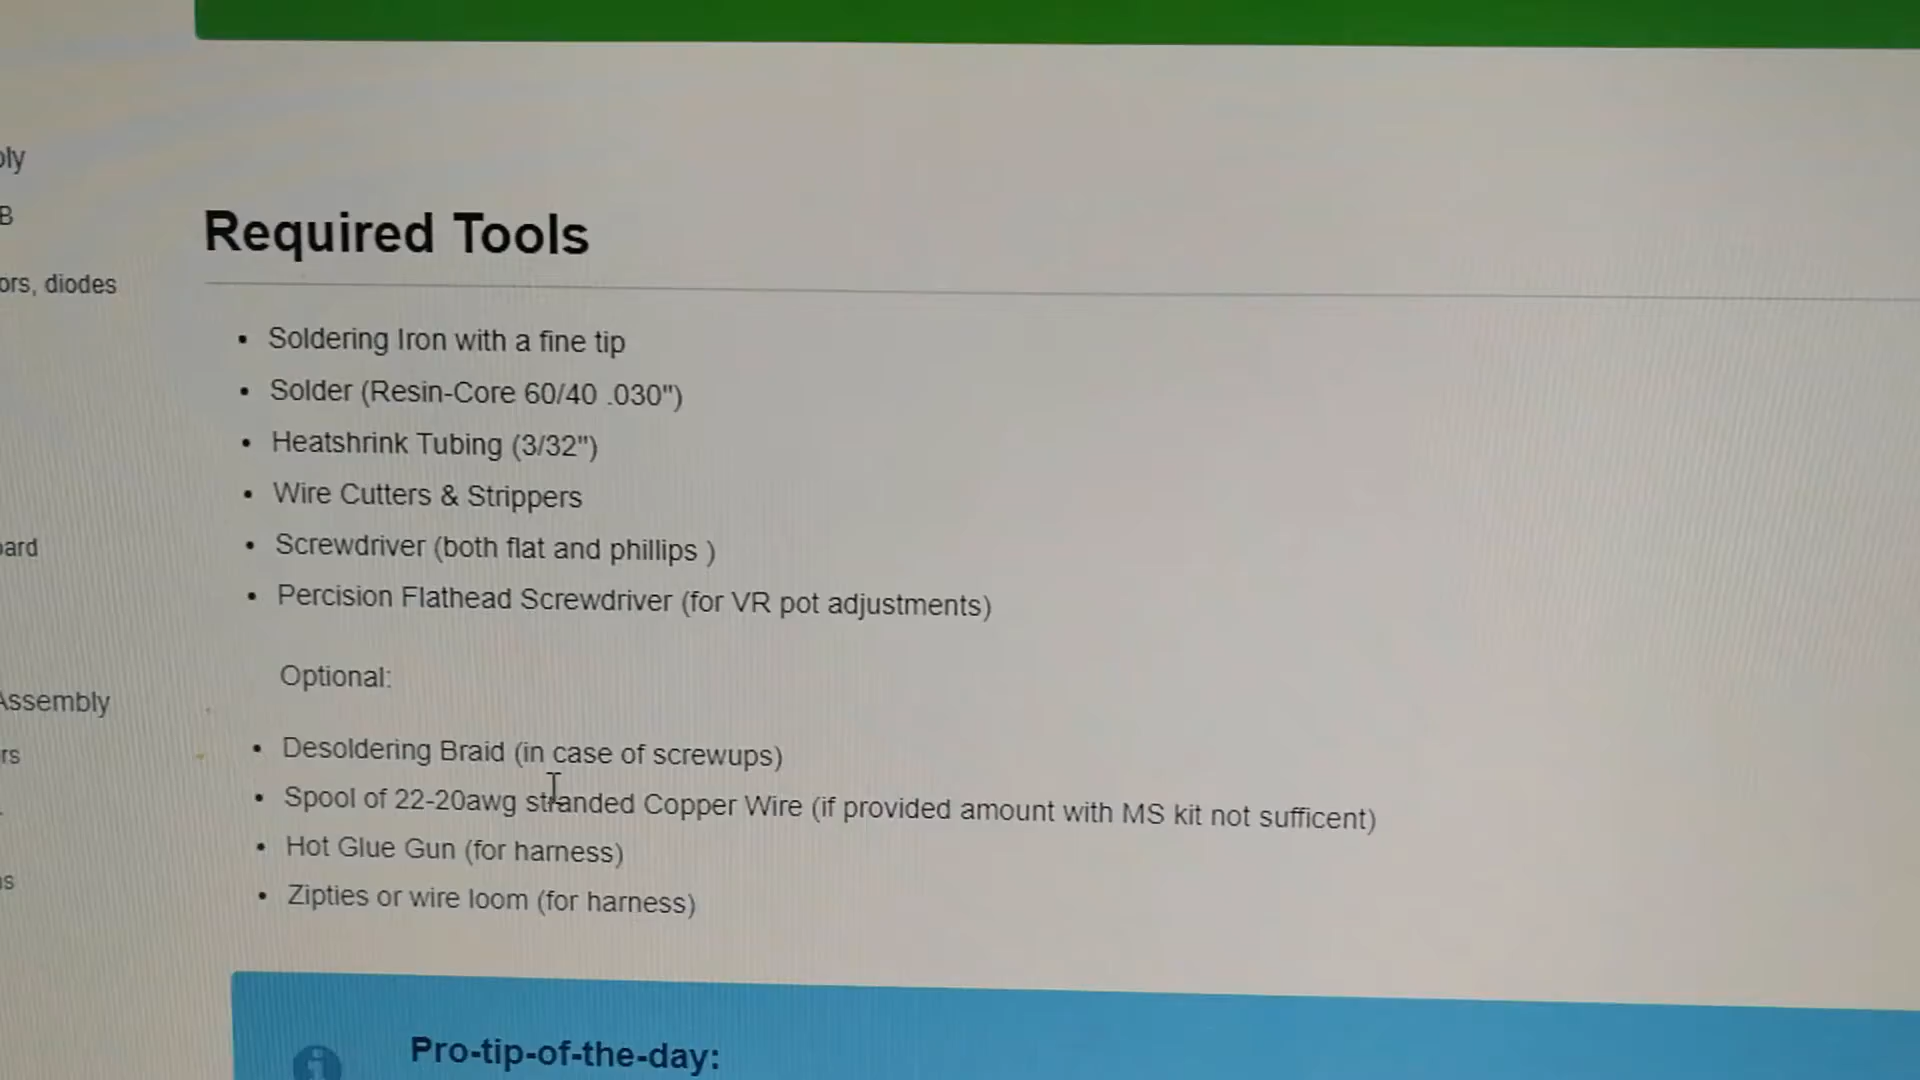 ply
B
ors, diodes
ard
Assembly
rs
s
Required Tools
• Soldering Iron with a fine tip
• Solder (Resin-Core 60/40 .030")
• Heatshrink Tubing (3/32")
• Wire Cutters & Strippers
• Screwdriver (both flat and phillips )
• Percision Flathead Screwdriver (for VR pot adjustments)
Optional:
• Desoldering Braid (in case of screwups)
• Spool of 22-20awg stranded Copper Wire (if provided amount with MS kit not sufficent)
• Hot Glue Gun (for harness)
• Zipties or wire loom (for harness)
Pro-tip-of-the-day: